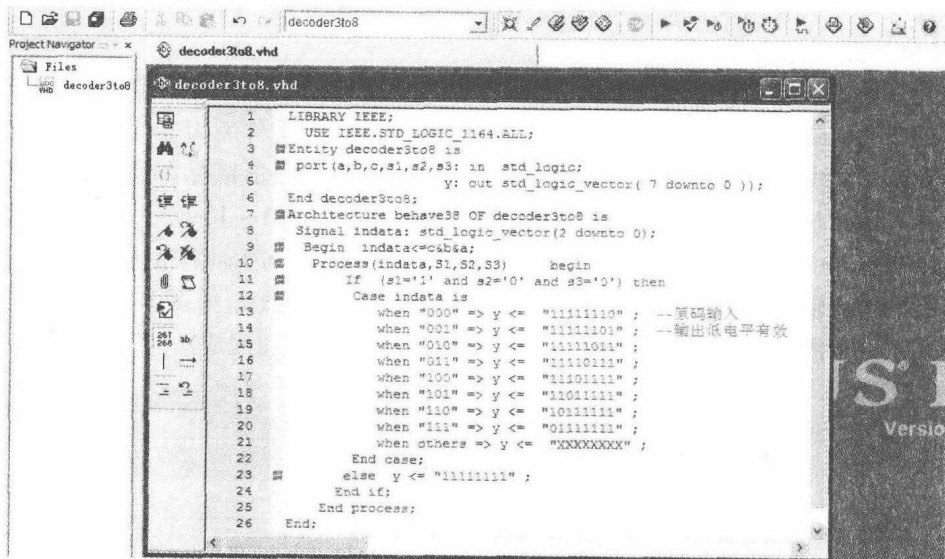 decoder3to8
Project Navigator
decoder3to8.vhd
Files
decoder3to8
decoder3to8.vhd
1 LIBRARY IEEE;
2 USE IEEE.STD_LOGIC_1164.ALL;
3 Entity decoder3to8 is
4 port(a,b,c,s1,s2,s3: in std_logic;
5 y: out std_logic_vector( 7 downto 0 ));
6 End decoder3to8;
7 Architecture behave38 OF decoder3to8 is
8 Signal indata: std_logic_vector(2 downto 0);
9 Begin indata<=c&b&a;
10 Process(indata,S1,S2,S3) begin
11 If (s1='1' and s2='0' and s3='0') then
12 Case indata is
13 when "000" => y <= "11111110" ; --原码输入
14 when "001" => y <= "11111101" ; --输出低电平有效
15 when "010" => y <= "11111011" ;
16 when "011" => y <= "11110111" ;
17 when "100" => y <= "11101111" ;
18 when "101" => y <= "11011111" ;
19 when "110" => y <= "10111111" ;
20 when "111" => y <= "01111111" ;
21 when others => y <= "XXXXXXXX" ;
22 End case;
23 else y <= "11111111" ;
24 End if;
25 End process;
26 End;
267
268
ab
US
Versio